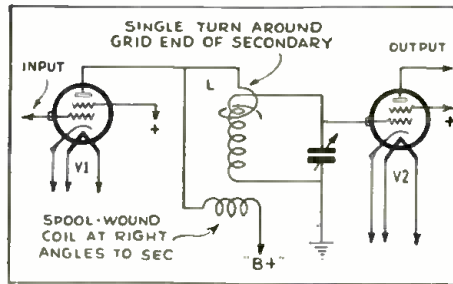 SINGLE TURN AROUND
GRID END OF SECONDARY
OUTPUT
INPUT
L
+
+
V1
V2
SPOOL-WOUND
COIL AT RIGHT
ANGLES TO SEC
"B+"